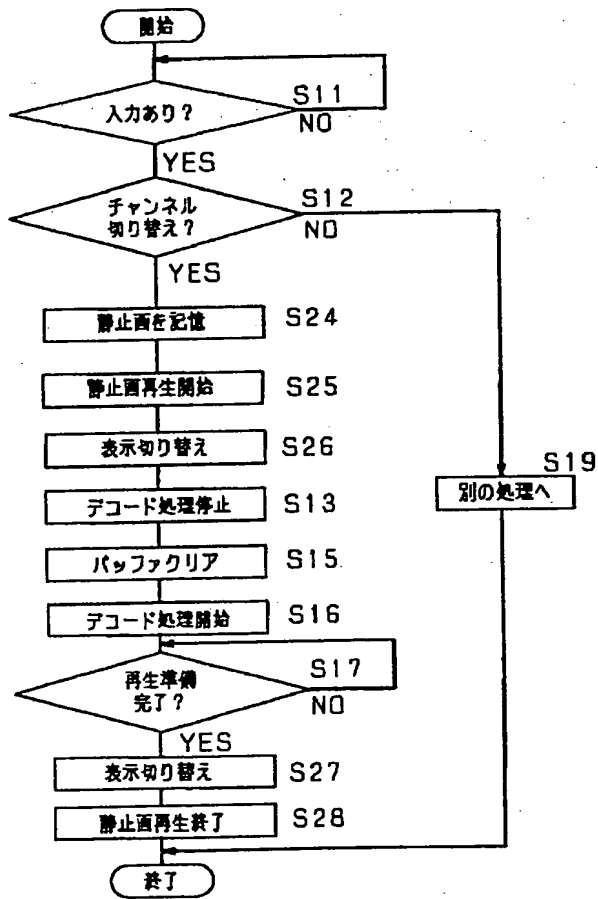 開始
S11
入力あり?
NO
YES
S12
チャンネル
切り替え?
NO
YES
静止画を記憶
S24
静止画再生開始
S25
表示切り替え
S26
S19
別の処理へ
デコード処理停止
S13
バッファクリア
S15
デコード処理開始
S16
再生準備
完了?
S17
NO
YES
表示切り替え
S27
静止画再生終了
S28
終了